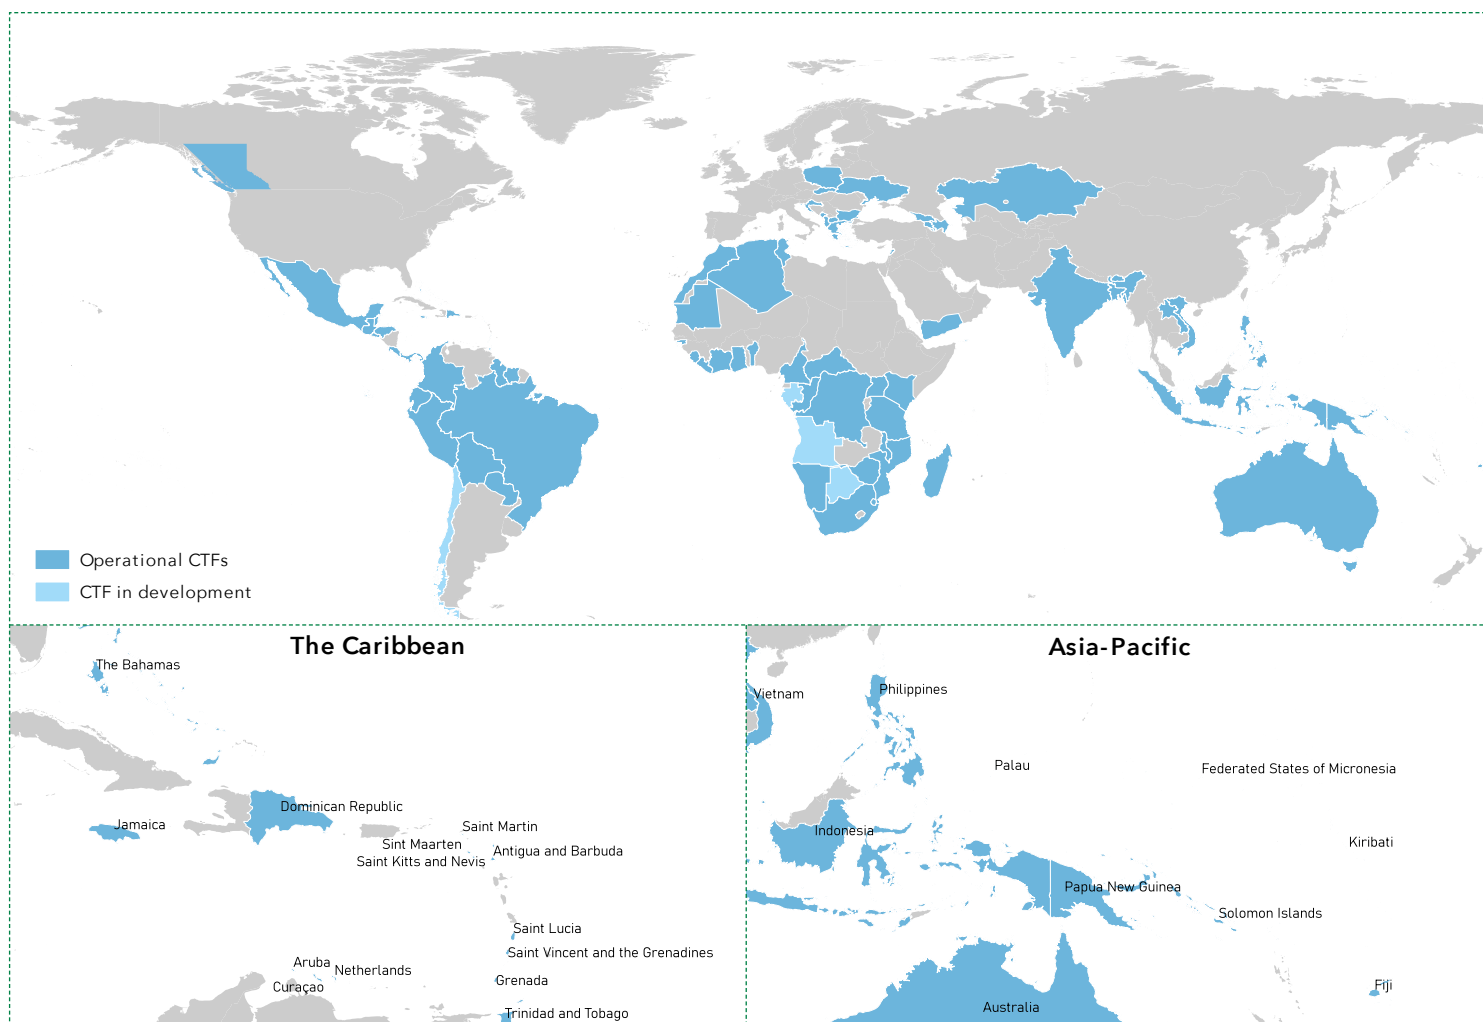 Operational CTFs
CTF in development
The Caribbean
The Bahamas
Dominican Republic
Jamaica
Saint Martin
Sint Maarten
Antigua and Barbuda
Saint Kitts and Nevis
Saint Lucia
Saint Vincent and the Grenadines
Aruba
Netherlands
Grenada
Curaçao
Trinidad and Tobago
Asia-Pacific
Philippines
Vietnam
Palau
Federated States of Micronesia
Indonesia
Kiribati
Papua New Guinea
Solomon Islands
Fiji
Australia